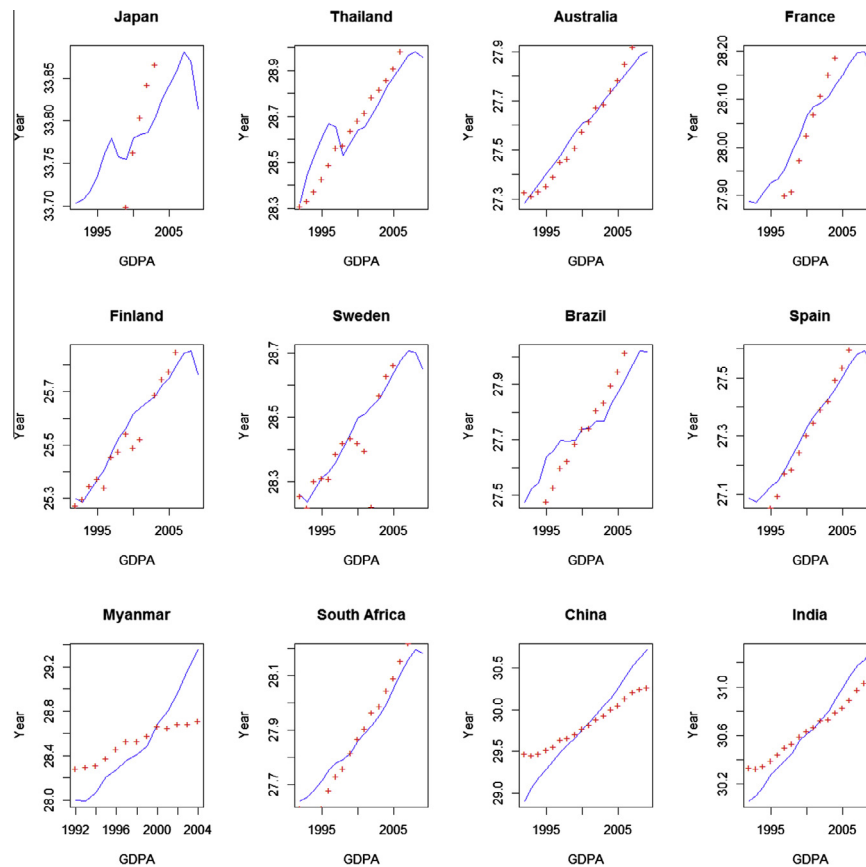 Japan
Thailand
Australia
France
Year
33.70 33.75 33.80 33.85
1995 2005
GDPA
Year
28.3 28.5 28.7 28.9
1995 2005
GDPA
Year
27.3 27.5 27.7 27.9
1995 2005
GDPA
Year
27.90 28.00 28.10 28.20
1995 2005
GDPA
Finland
Sweden
Brazil
Spain
Year
25.3 25.5 25.7
1995 2005
GDPA
Year
28.3 28.5 28.7
1995 2005
GDPA
Year
27.5 27.7 27.9
1995 2005
GDPA
Year
27.1 27.3 27.5
1995 2005
GDPA
Myanmar
South Africa
China
India
Year
28.0 28.4 28.8 29.2
1992 1996 2000 2004
GDPA
Year
27.7 27.9 28.1
1995 2005
GDPA
Year
29.0 29.5 30.0 30.5
1995 2005
GDPA
Year
30.2 30.6 31.0
1995 2005
GDPA